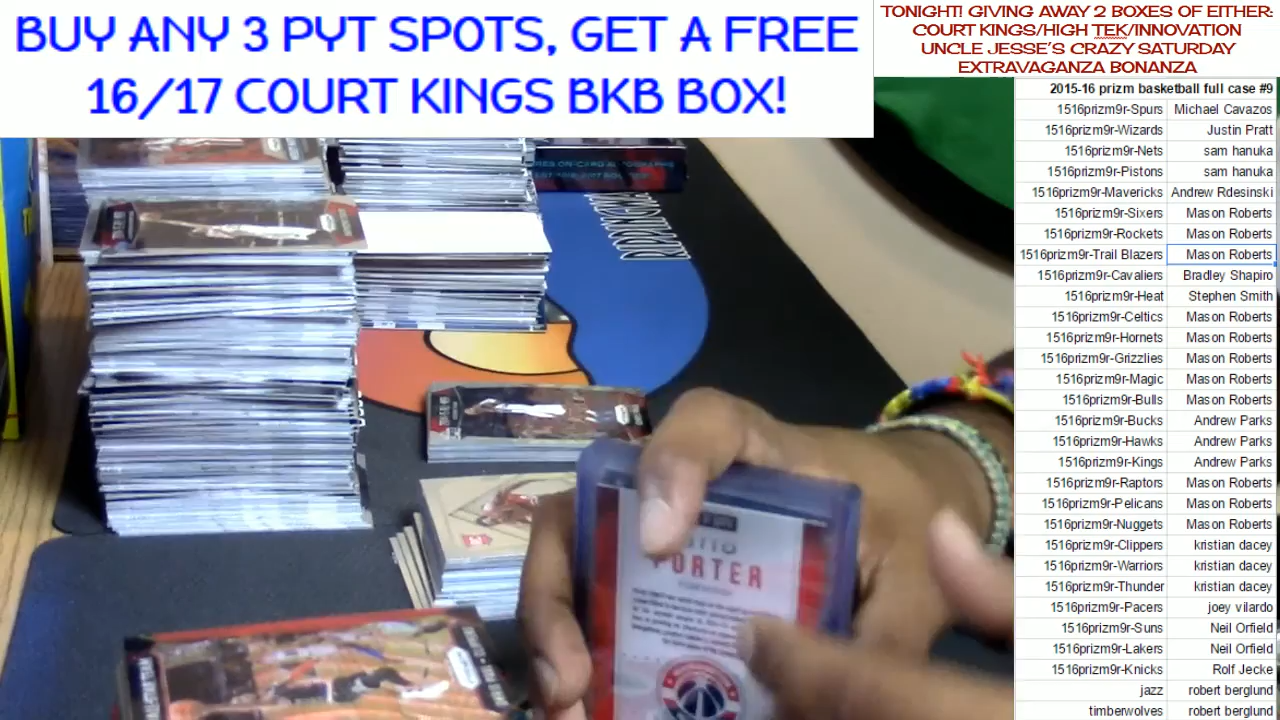 BUY ANY 3 PYT SPOTS, GET A FREE
16/17 COURT KINGS BKB BOX!
TONIGHT! GIVING AWAY 2 BOXES OF EITHER:
COURT KINGS/HIGH TEK/INNOVATION
UNCLE JESSE'S CRAZY SATURDAY
EXTRAVAGANZA BONANZA
2015-16 prizm basketball full case #9
1516prizm9r-Spurs Michael Cavazos
1516prizm9r-Wizards Justin Pratt
1516prizm9r-Nets sam hanuka
1516prizm9r-Pistons sam hanuka
1516prizm9r-Mavericks Andrew Rdesinski
1516prizm9r-Sixers Mason Roberts
1516prizm9r-Rockets Mason Roberts
1516prizm9r-Trail Blazers Mason Roberts
1516prizm9r-Cavaliers Bradley Shapiro
1516prizm9r-Heat Stephen Smith
1516prizm9r-Celtics Mason Roberts
1516prizm9r-Hornets Mason Roberts
1516prizm9r-Grizzlies Mason Roberts
1516prizm9r-Magic Mason Roberts
1516prizm9r-Bulls Mason Roberts
1516prizm9r-Bucks Andrew Parks
1516prizm9r-Hawks Andrew Parks
1516prizm9r-Kings Andrew Parks
1516prizm9r-Raptors Mason Roberts
1516prizm9r-Pelicans Mason Roberts
1516prizm9r-Nuggets Mason Roberts
1516prizm9r-Clippers kristian dacey
1516prizm9r-Warriors kristian dacey
1516prizm9r-Thunder kristian dacey
1516prizm9r-Pacers joey vilardo
1516prizm9r-Suns Neil Orfield
1516prizm9r-Lakers Neil Orfield
1516prizm9r-Knicks Rolf Jecke
jazz robert berglund
timberwolves robert berglund
PORTER